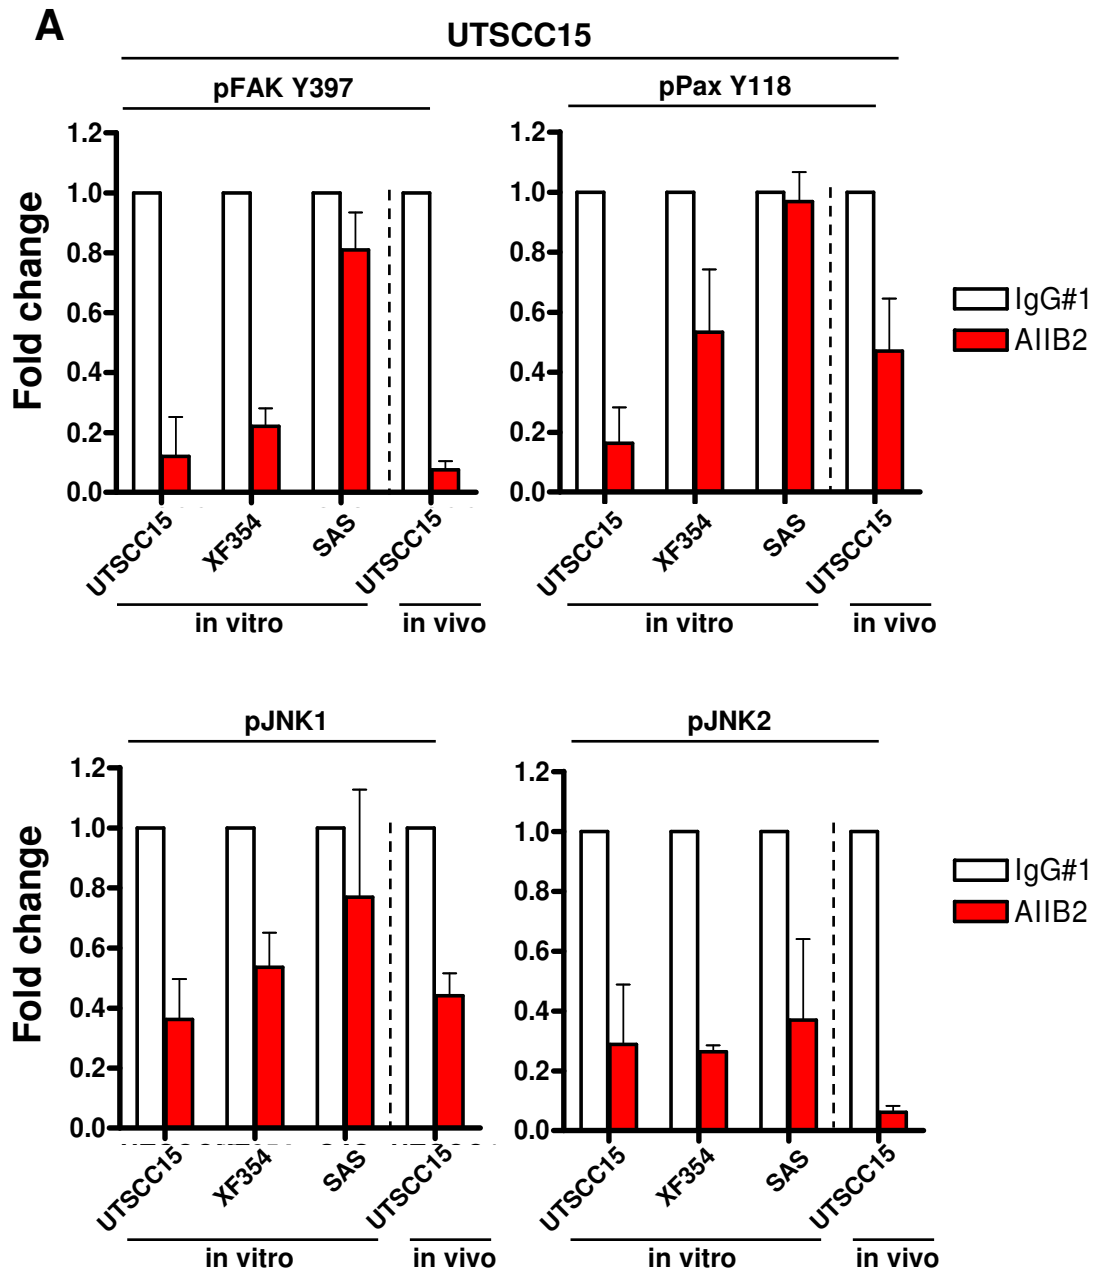 A
UTSCC15
pFAK Y397
pPax Y118
Fold change
1.2
1.0
0.8
0.6
0.4
0.2
0.0
UTSCC15
XF354
SAS
UTSCC15
in vitro
in vivo
1.2
1.0
0.8
0.6
0.4
0.2
0.0
UTSCC15
XF354
SAS
UTSCC15
in vitro
in vivo
IgG#1
AIIB2
pJNK1
pJNK2
Fold change
1.2
1.0
0.8
0.6
0.4
0.2
0.0
UTSCC15
XF354
SAS
UTSCC15
in vitro
in vivo
1.2
1.0
0.8
0.6
0.4
0.2
0.0
UTSCC15
XF354
SAS
UTSCC15
in vitro
in vivo
IgG#1
AIIB2